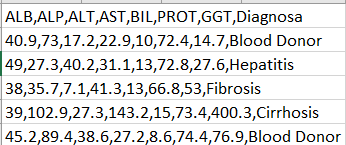 ALB,ALP,ALT,AST,BIL,PROT,GGT,Diagnosa
40.9,73,17.2,22.9,10,72.4,14.7,Blood Donor
49,27.3,40.2,31.1,13,72.8,27.6,Hepatitis
38,35.7,7.1,41.3,13,66.8,53,Fibrosis
39,102.9,27.3,143.2,15,73.4,400.3,Cirrhosis
45.2,89.4,38.6,27.2,8.6,74.4,76.9,Blood Donor